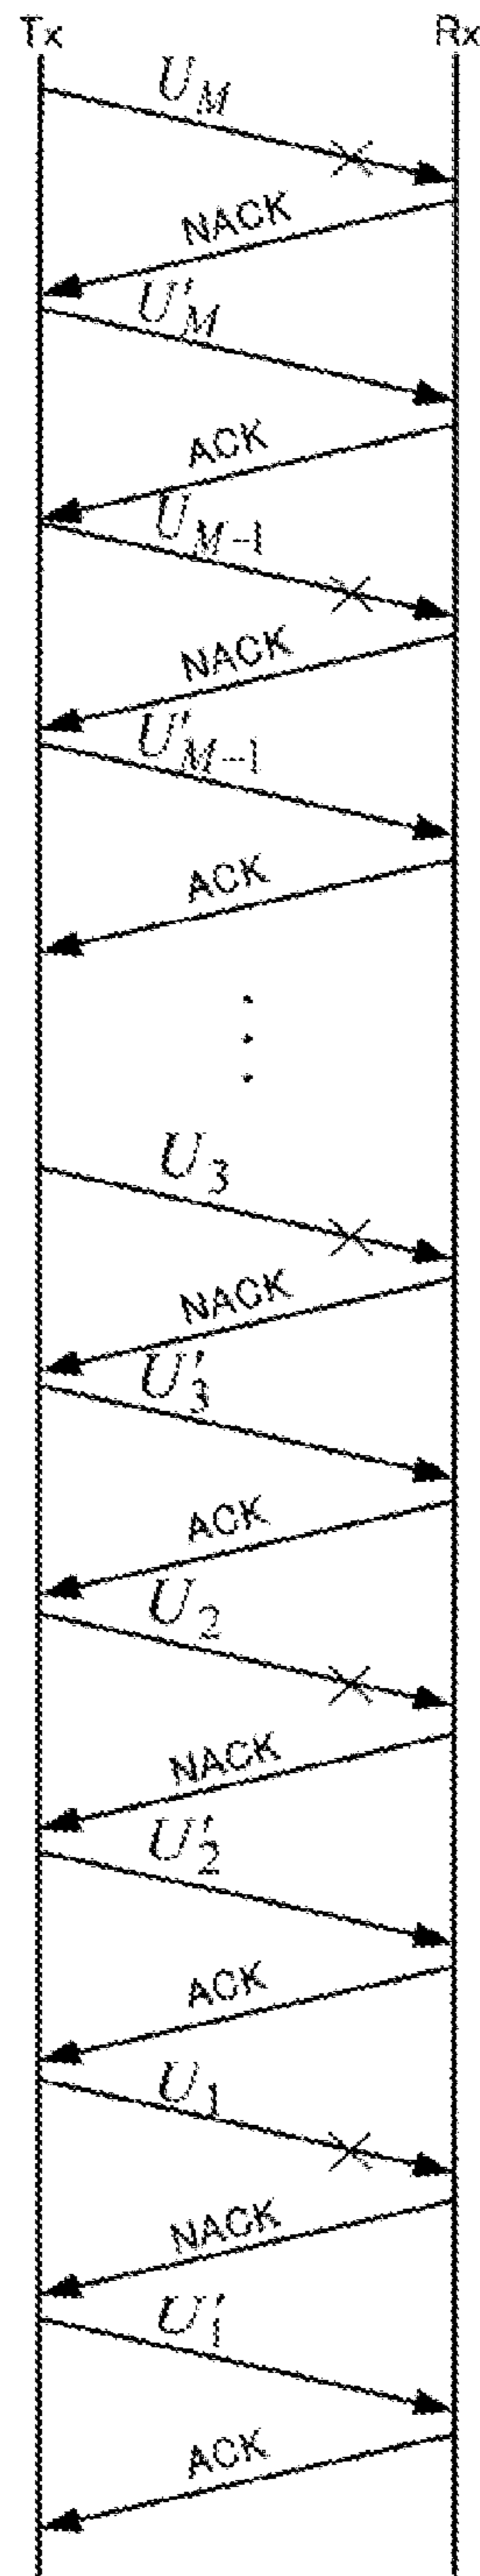 Tx Rx
U_M
NACK
U'_M
ACK
U_{M-1}
NACK
U'_{M-1}
ACK
⋮
U_3
NACK
U'_3
ACK
U_2
NACK
U'_2
ACK
U_1
NACK
U'_1
ACK